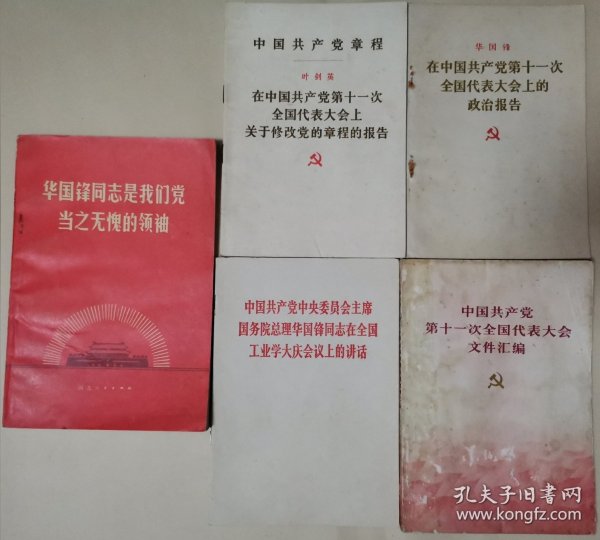 华国锋同志是我们党
当之无愧的领袖
中国共产党章程
叶剑英
在中国共产党第十一次
全国代表大会上
关于修改党的章程的报告
华国锋
在中国共产党第十一次
全国代表大会上的
政治报告
中国共产党中央委员会主席
国务院总理华国锋同志在全国
工业学大庆会议上的讲话
中国共产党
第十一次全国代表大会
文件汇编
孔夫子旧书网
www.kongfz.com